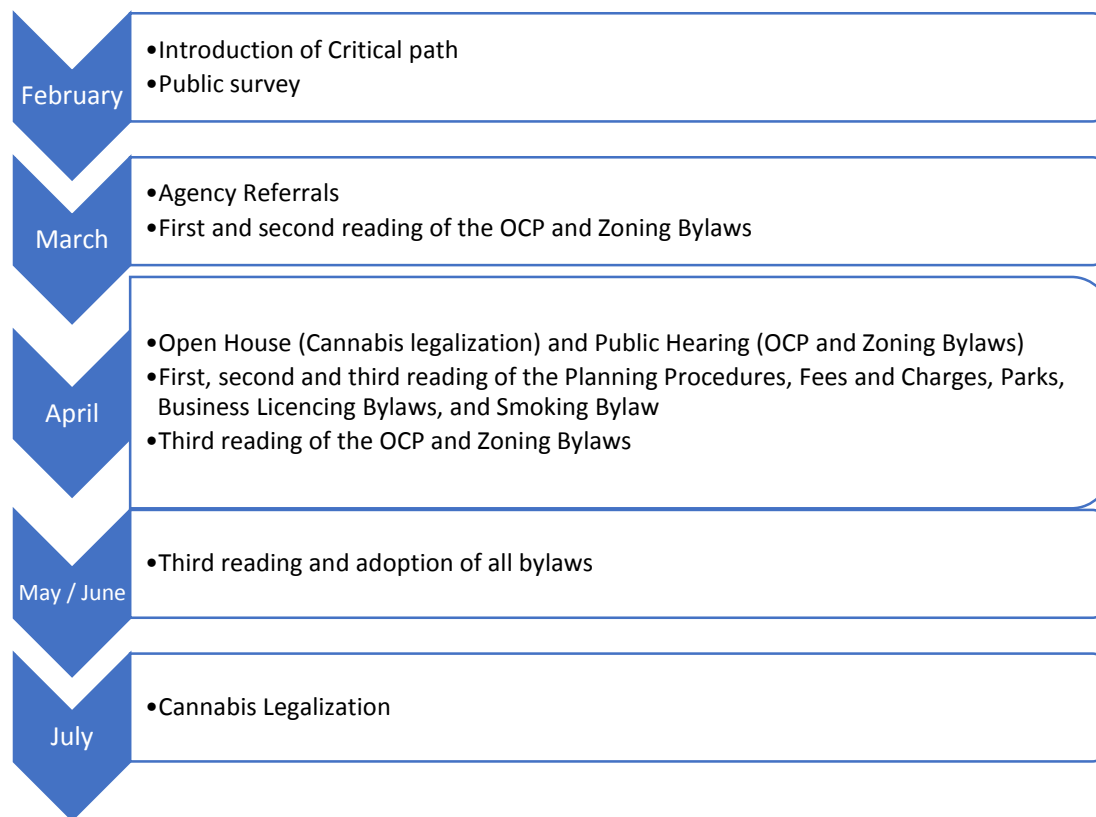 February
•Introduction of Critical path
•Public survey
March
•Agency Referrals
•First and second reading of the OCP and Zoning Bylaws
April
•Open House (Cannabis legalization) and Public Hearing (OCP and Zoning Bylaws)
•First, second and third reading of the Planning Procedures, Fees and Charges, Parks,
Business Licencing Bylaws, and Smoking Bylaw
•Third reading of the OCP and Zoning Bylaws
May / June
•Third reading and adoption of all bylaws
July
•Cannabis Legalization